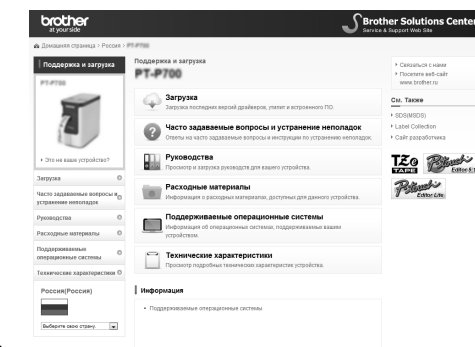 brother
at your side
Brother Solutions Center
Service & Support Web Site
Домашняя страница > Россия > PT-P700
Поддержка и загрузка
PT-P700
Это не ваше устройство?
Загрузка
Часто задаваемые вопросы и
устранение неполадок
Руководства
Расходные материалы
Поддерживаемые
операционные системы
Технические характеристики
Россия(Россия)
Выберите свою страну
Поддержка и загрузка
PT-P700
Загрузка
Загрузка последних версий драйверов, утилит и встроенного ПО.
Часто задаваемые вопросы и устранение неполадок
Ответы на часто задаваемые вопросы и инструкции по устранению неполадок.
Руководства
Просмотр и загрузка руководств для вашего устройства.
Расходные материалы
Информация о расходных материалах, доступных для данного устройства.
Поддерживаемые операционные системы
Информация об операционных системах, поддерживаемых вашим
устройством.
Технические характеристики
Просмотр подробных технических характеристик устройства.
Информация
Поддерживаемые операционные системы
Связаться с нами
Посетите веб-сайт
www.brother.ru
См. Также
SDS(MSDS)
Label Collection
Сайт разработчика
TZe
TAPE
P-touch
Editor 5.1
P-touch
Editor Lite